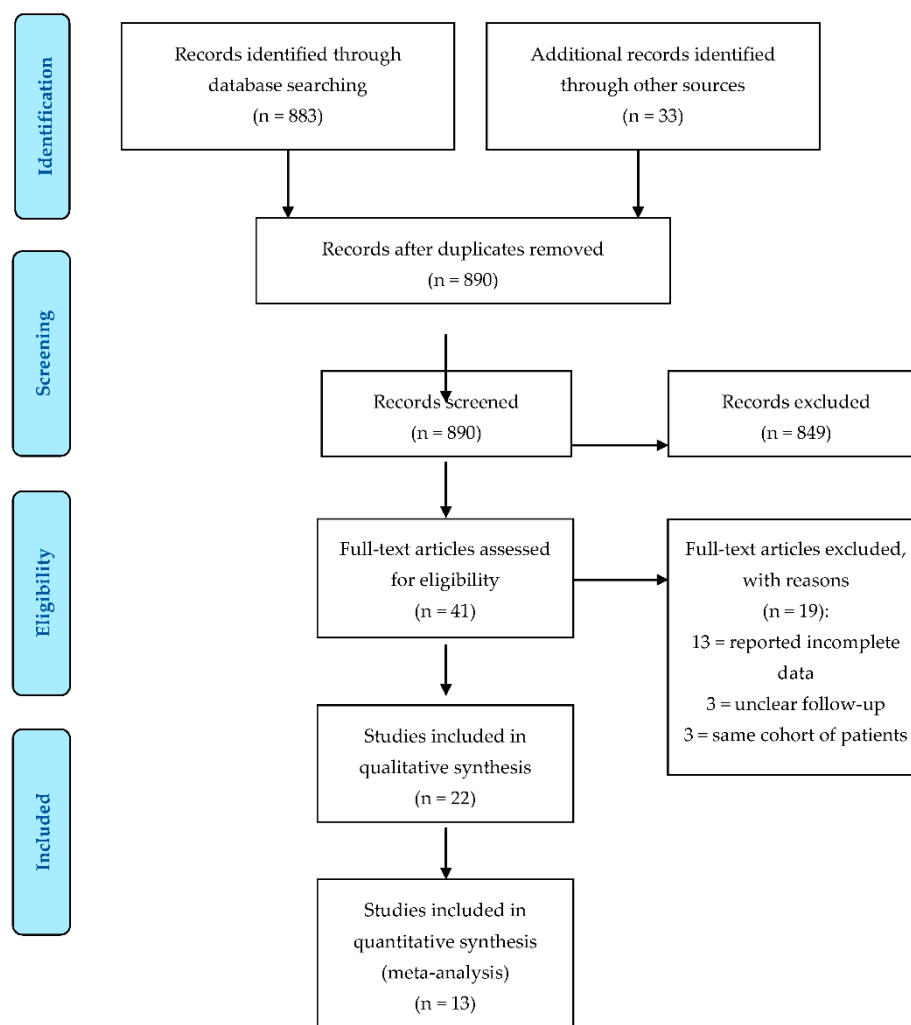 Identification
Records identified through
database searching
(n = 883)
Additional records identified
through other sources
(n = 33)
Records after duplicates removed
(n = 890)
Screening
Records screened
(n = 890)
Records excluded
(n = 849)
Eligibility
Full-text articles assessed
for eligibility
(n = 41)
Full-text articles excluded,
with reasons
(n = 19):
13 = reported incomplete
data
3 = unclear follow-up
3 = same cohort of patients
Included
Studies included in
qualitative synthesis
(n = 22)
Studies included in
quantitative synthesis
(meta-analysis)
(n = 13)